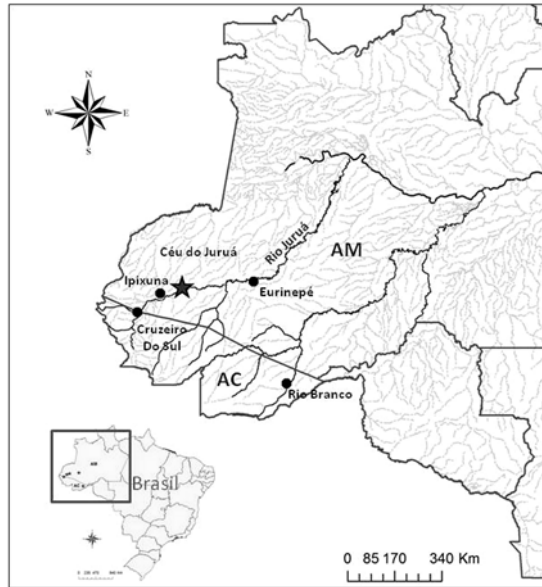 N
W E
S
Céu do Juruá
Rio Juruá
AM
Ipixuna
Eurinepé
Cruzeiro
Do Sul
AC
Rio Branco
Brasil
0 85 170 340 Km